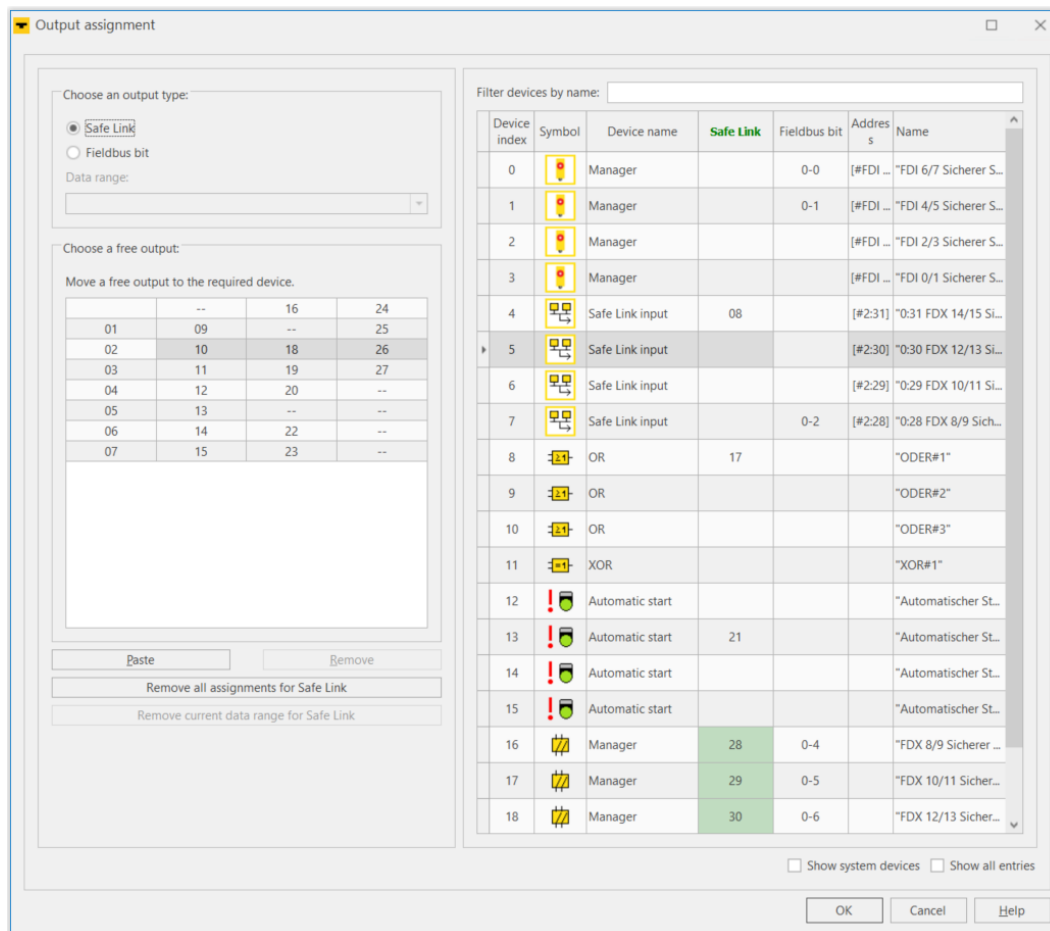 Output assignment
Choose an output type:
Safe Link
Fieldbus bit
Data range:
Choose a free output:
Move a free output to the required device.
-- 16 24
01 09 -- 25
02 10 18 26
03 11 19 27
04 12 20 --
05 13 -- --
06 14 22 --
07 15 23 --
Paste Remove
Remove all assignments for Safe Link
Remove current data range for Safe Link
Filter devices by name:
Device index Symbol Device name Safe Link Fieldbus bit Address Name
0 Manager 0-0 [#FDI ... "FDI 6/7 Sicherer S...
1 Manager 0-1 [#FDI ... "FDI 4/5 Sicherer S...
2 Manager [#FDI ... "FDI 2/3 Sicherer S...
3 Manager [#FDI ... "FDI 0/1 Sicherer S...
4 Safe Link input 08 [#2:31] "0:31 FDX 14/15 Si...
5 Safe Link input [#2:30] "0:30 FDX 12/13 Si...
6 Safe Link input [#2:29] "0:29 FDX 10/11 Si...
7 Safe Link input 0-2 [#2:28] "0:28 FDX 8/9 Sich...
8 ≥1 OR 17 "ODER#1"
9 ≥1 OR "ODER#2"
10 ≥1 OR "ODER#3"
11 =1 XOR "XOR#1"
12 Automatic start "Automatischer St...
13 Automatic start 21 "Automatischer St...
14 Automatic start "Automatischer St...
15 Automatic start "Automatischer St...
16 Manager 28 0-4 "FDX 8/9 Sicherer ...
17 Manager 29 0-5 "FDX 10/11 Sicher...
18 Manager 30 0-6 "FDX 12/13 Sicher...
Show system devices Show all entries
OK Cancel Help